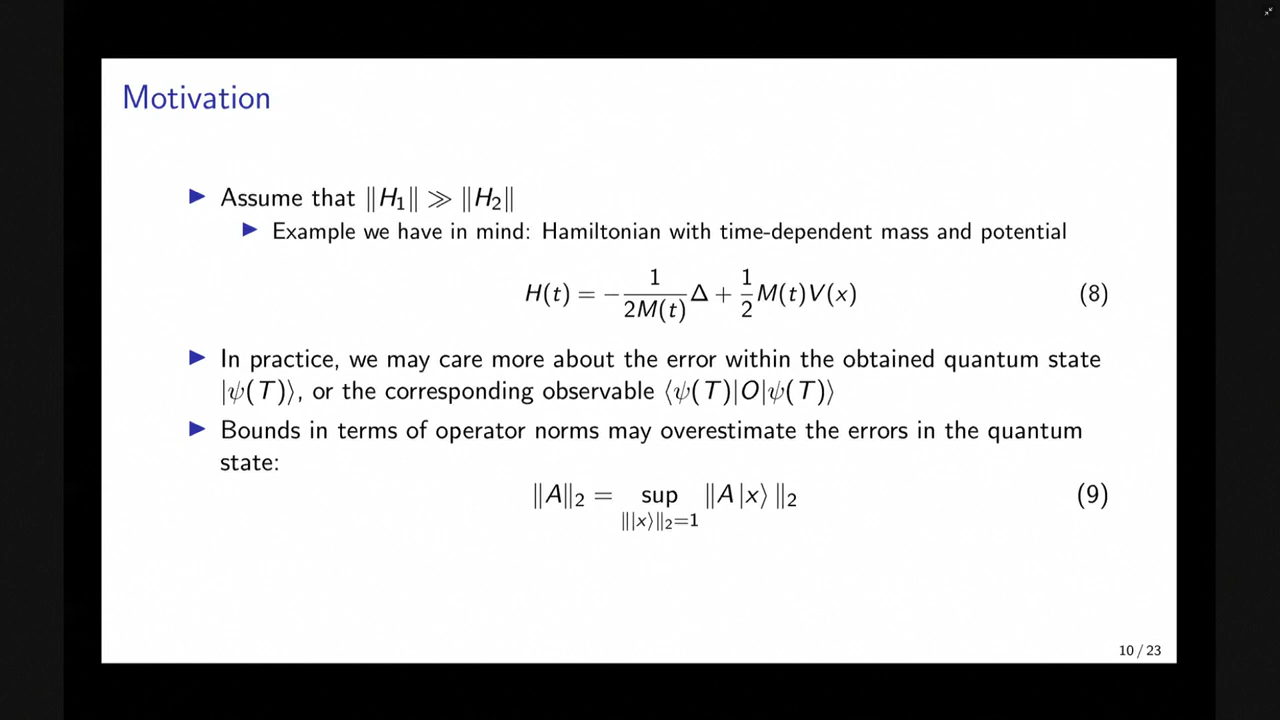 Motivation
▶ Assume that ‖H₁‖ ≫ ‖H₂‖
▶ Example we have in mind: Hamiltonian with time-dependent mass and potential
H(t) = −\frac{1}{2M(t)}Δ + \frac{1}{2}M(t)V(x) (8)
▶ In practice, we may care more about the error within the obtained quantum state
|ψ(T)⟩, or the corresponding observable ⟨ψ(T)|O|ψ(T)⟩
▶ Bounds in terms of operator norms may overestimate the errors in the quantum
state:
‖A‖₂ = sup_{‖|x⟩‖₂=1} ‖A |x⟩ ‖₂ (9)
10 / 23